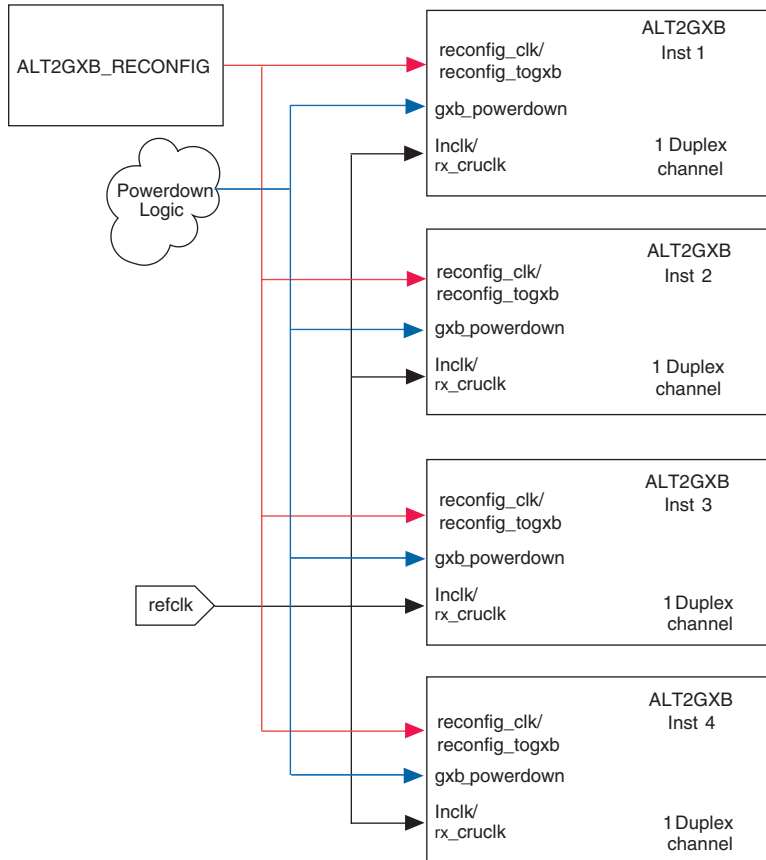 ALT2GXB_RECONFIG
Powerdown
Logic
refclk
ALT2GXB
Inst 1
reconfig_clk/
reconfig_togxb
gxb_powerdown
Inclk/
rx_cruclk
1 Duplex
channel
ALT2GXB
Inst 2
reconfig_clk/
reconfig_togxb
gxb_powerdown
Inclk/
rx_cruclk
1 Duplex
channel
ALT2GXB
Inst 3
reconfig_clk/
reconfig_togxb
gxb_powerdown
Inclk/
rx_cruclk
1 Duplex
channel
ALT2GXB
Inst 4
reconfig_clk/
reconfig_togxb
gxb_powerdown
Inclk/
rx_cruclk
1 Duplex
channel